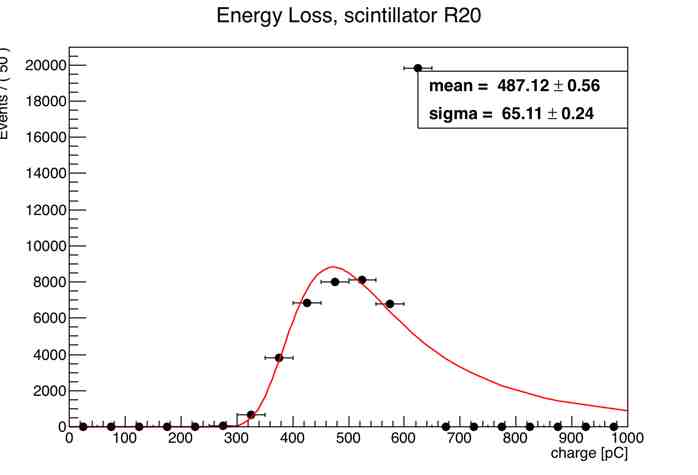 Energy Loss, scintillator R20
Events / ( 50 )
20000
18000
16000
14000
12000
10000
8000
6000
4000
2000
0
mean = 487.12 ± 0.56
sigma = 65.11 ± 0.24
0 100 200 300 400 500 600 700 800 900 1000
charge [pC]